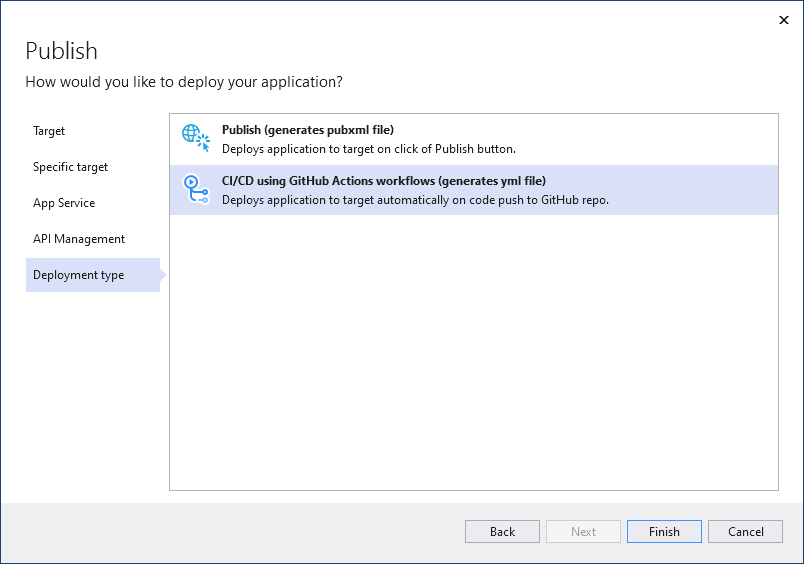 Publish
How would you like to deploy your application?
Target
Specific target
App Service
API Management
Deployment type
Publish (generates pubxml file)
Deploys application to target on click of Publish button.
CI/CD using GitHub Actions workflows (generates yml file)
Deploys application to target automatically on code push to GitHub repo.
Back
Next
Finish
Cancel